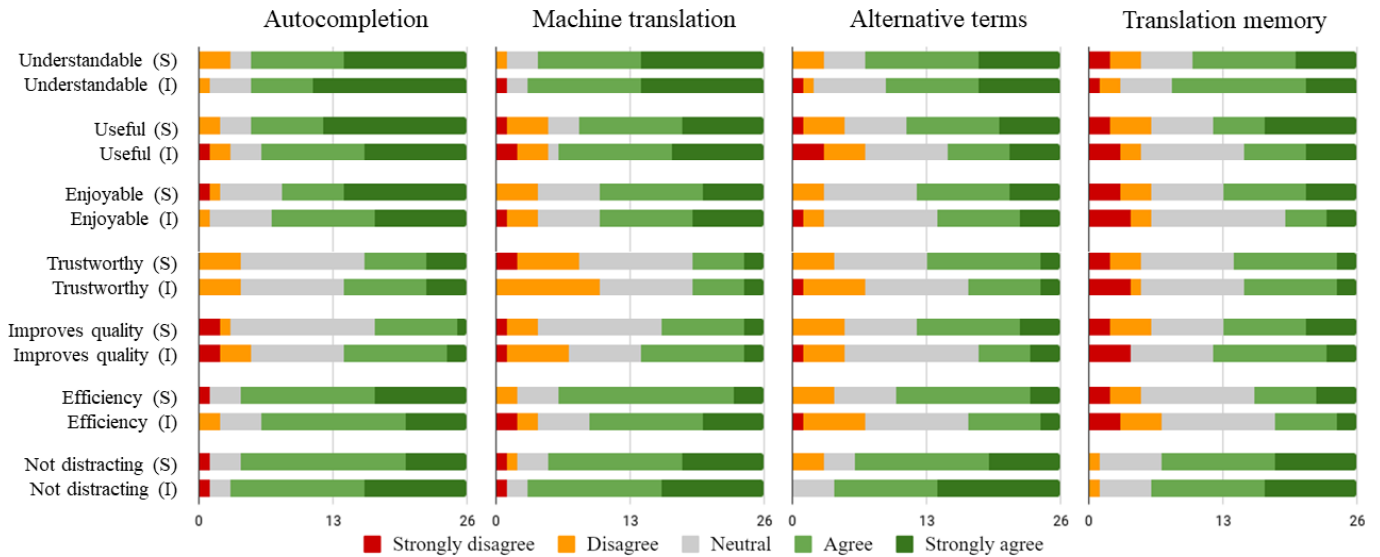 Autocompletion Machine translation Alternative terms Translation memory
Understandable (S)
Understandable (I)
Useful (S)
Useful (I)
Enjoyable (S)
Enjoyable (I)
Trustworthy (S)
Trustworthy (I)
Improves quality (S)
Improves quality (I)
Efficiency (S)
Efficiency (I)
Not distracting (S)
Not distracting (I)
0 13 26 0 13 26 0 13 26 0 13 26
Strongly disagree Disagree Neutral Agree Strongly agree